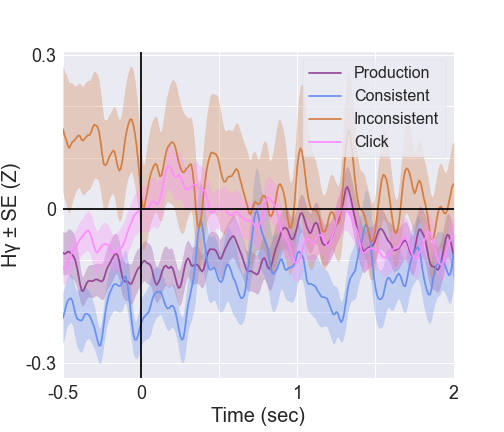 0.3
Production
Consistent
Inconsistent
Click
Hγ ± SE (Z)
0
-0.3
-0.5
0
1
2
Time (sec)